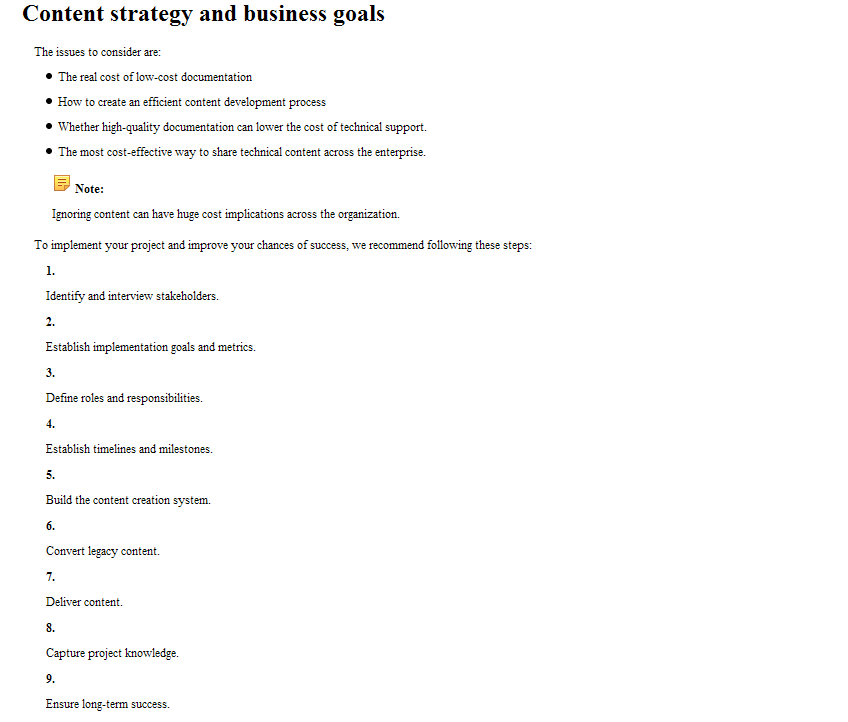 Content strategy and business goals
The issues to consider are:
● The real cost of low-cost documentation
● How to create an efficient content development process
● Whether high-quality documentation can lower the cost of technical support.
● The most cost-effective way to share technical content across the enterprise.
Note:
Ignoring content can have huge cost implications across the organization.
To implement your project and improve your chances of success, we recommend following these steps:
1.
Identify and interview stakeholders.
2.
Establish implementation goals and metrics.
3.
Define roles and responsibilities.
4.
Establish timelines and milestones.
5.
Build the content creation system.
6.
Convert legacy content.
7.
Deliver content.
8.
Capture project knowledge.
9.
Ensure long-term success.